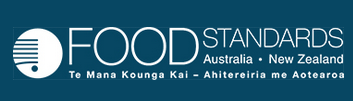 FOOD STANDARDS
Australia • New Zealand
Te Mana Kounga Kai – Ahitereiria me Aotearoa